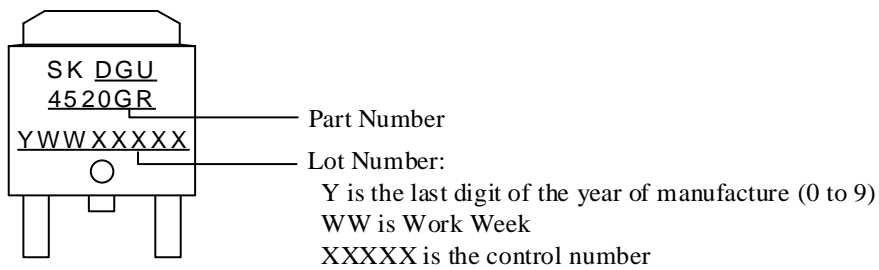 SK DGU
4520GR
YWWXXXXX
Part Number
Lot Number:
Y is the last digit of the year of manufacture (0 to 9)
WW is Work Week
XXXXX is the control number